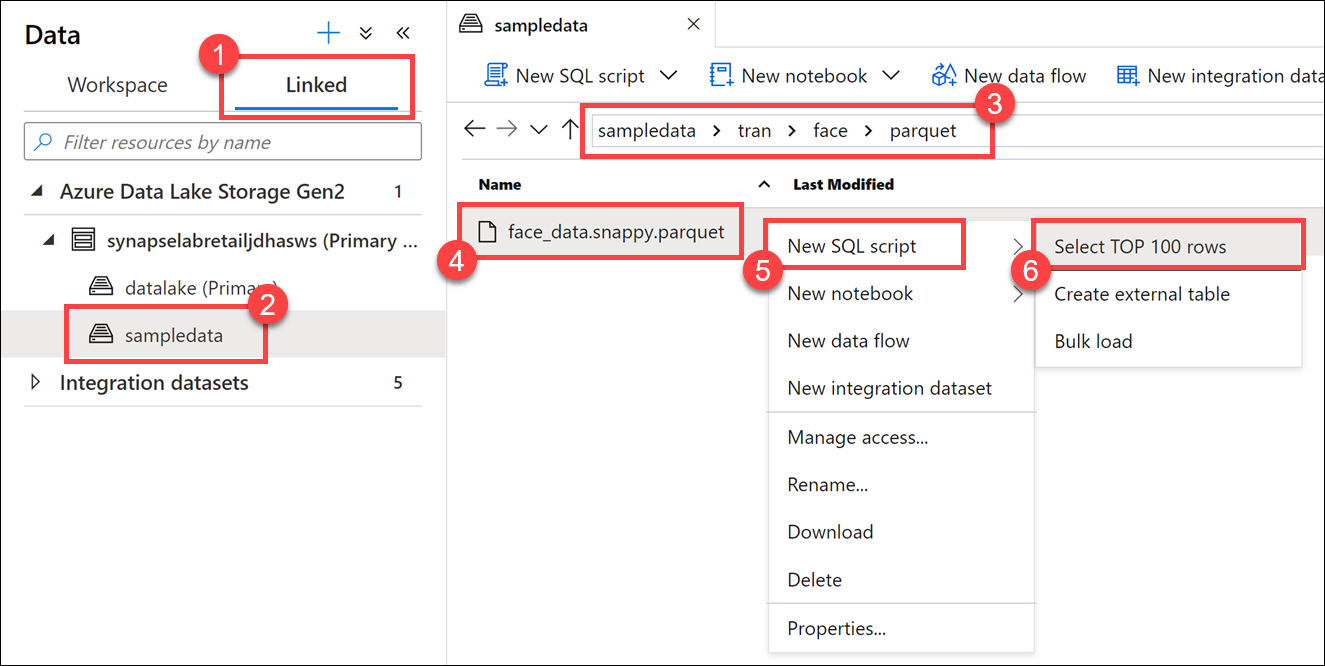 Data
1
Workspace
Linked
Filter resources by name
Azure Data Lake Storage Gen2 1
synapselabretailjdhasws (Primary ...
datalake (Prima
2
sampledata
Integration datasets 5
sampledata
New SQL script
New notebook
New data flow
New integration data
3
sampledata > tran > face > parquet
Name
Last Modified
face_data.snappy.parquet
4
5
New SQL script
New notebook
New data flow
New integration dataset
Manage access...
Rename...
Download
Delete
Properties...
6
Select TOP 100 rows
Create external table
Bulk load